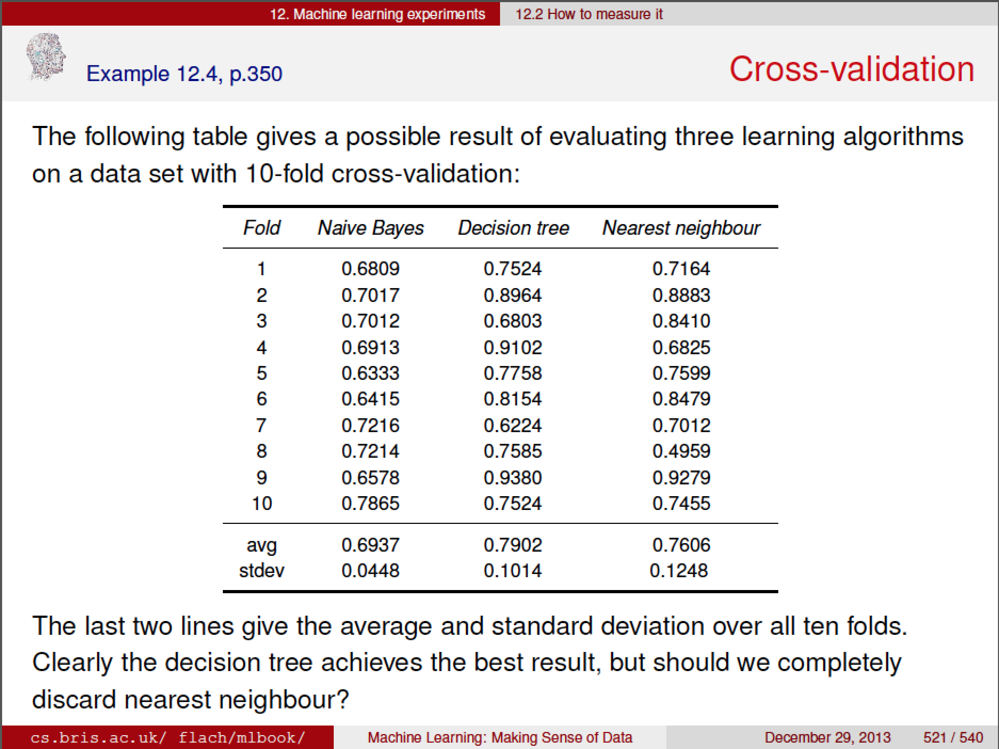 12. Machine learning experiments 12.2 How to measure it
Example 12.4, p.350 Cross-validation
The following table gives a possible result of evaluating three learning algorithms
on a data set with 10-fold cross-validation:
Fold Naive Bayes Decision tree Nearest neighbour
1 0.6809 0.7524 0.7164
2 0.7017 0.8964 0.8883
3 0.7012 0.6803 0.8410
4 0.6913 0.9102 0.6825
5 0.6333 0.7758 0.7599
6 0.6415 0.8154 0.8479
7 0.7216 0.6224 0.7012
8 0.7214 0.7585 0.4959
9 0.6578 0.9380 0.9279
10 0.7865 0.7524 0.7455
avg 0.6937 0.7902 0.7606
stdev 0.0448 0.1014 0.1248
The last two lines give the average and standard deviation over all ten folds.
Clearly the decision tree achieves the best result, but should we completely
discard nearest neighbour?
cs.bris.ac.uk/ flach/mlbook/ Machine Learning: Making Sense of Data December 29, 2013 521 / 540